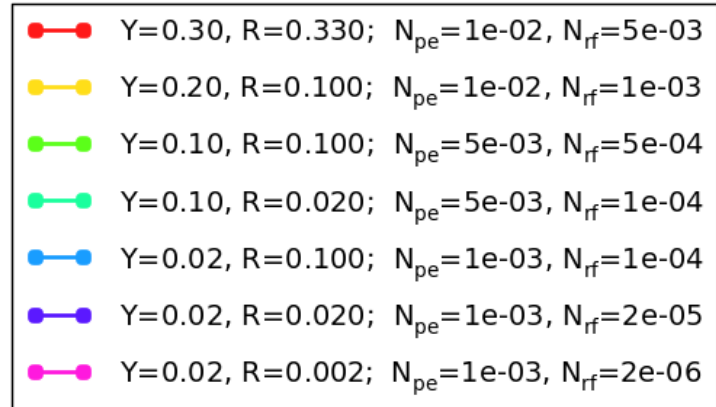 Y=0.30, R=0.330; Npe=1e-02, Nrf=5e-03
Y=0.20, R=0.100; Npe=1e-02, Nrf=1e-03
Y=0.10, R=0.100; Npe=5e-03, Nrf=5e-04
Y=0.10, R=0.020; Npe=5e-03, Nrf=1e-04
Y=0.02, R=0.100; Npe=1e-03, Nrf=1e-04
Y=0.02, R=0.020; Npe=1e-03, Nrf=2e-05
Y=0.02, R=0.002; Npe=1e-03, Nrf=2e-06